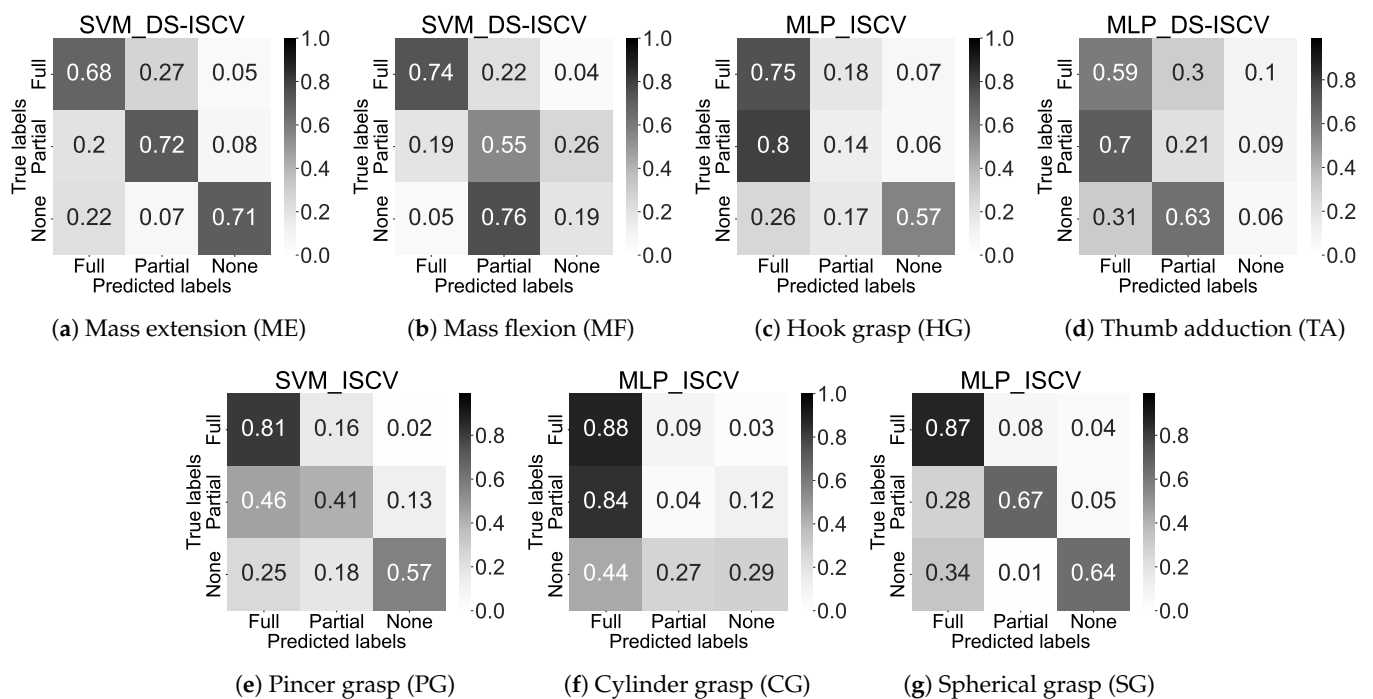 SVM_DS-ISCV
True labels
Full
Partial
None
0.68 0.27 0.05
0.2 0.72 0.08
0.22 0.07 0.71
Full Partial None
Predicted labels
1.0
0.8
0.6
0.4
0.2
0.0
(a) Mass extension (ME)
SVM_DS-ISCV
True labels
Full
Partial
None
0.74 0.22 0.04
0.19 0.55 0.26
0.05 0.76 0.19
Full Partial None
Predicted labels
1.0
0.8
0.6
0.4
0.2
0.0
(b) Mass flexion (MF)
MLP_ISCV
True labels
Full
Partial
None
0.75 0.18 0.07
0.8 0.14 0.06
0.26 0.17 0.57
Full Partial None
Predicted labels
1.0
0.8
0.6
0.4
0.2
0.0
(c) Hook grasp (HG)
MLP_DS-ISCV
True labels
Full
Partial
None
0.59 0.3 0.1
0.7 0.21 0.09
0.31 0.63 0.06
Full Partial None
Predicted labels
0.8
0.6
0.4
0.2
0.0
(d) Thumb adduction (TA)
SVM_ISCV
True labels
Full
Partial
None
0.81 0.16 0.02
0.46 0.41 0.13
0.25 0.18 0.57
Full Partial None
Predicted labels
0.8
0.6
0.4
0.2
0.0
(e) Pincer grasp (PG)
MLP_ISCV
True labels
Full
Partial
None
0.88 0.09 0.03
0.84 0.04 0.12
0.44 0.27 0.29
Full Partial None
Predicted labels
1.0
0.8
0.6
0.4
0.2
0.0
(f) Cylinder grasp (CG)
MLP_ISCV
True labels
Full
Partial
None
0.87 0.08 0.04
0.28 0.67 0.05
0.34 0.01 0.64
Full Partial None
Predicted labels
0.8
0.6
0.4
0.2
0.0
(g) Spherical grasp (SG)